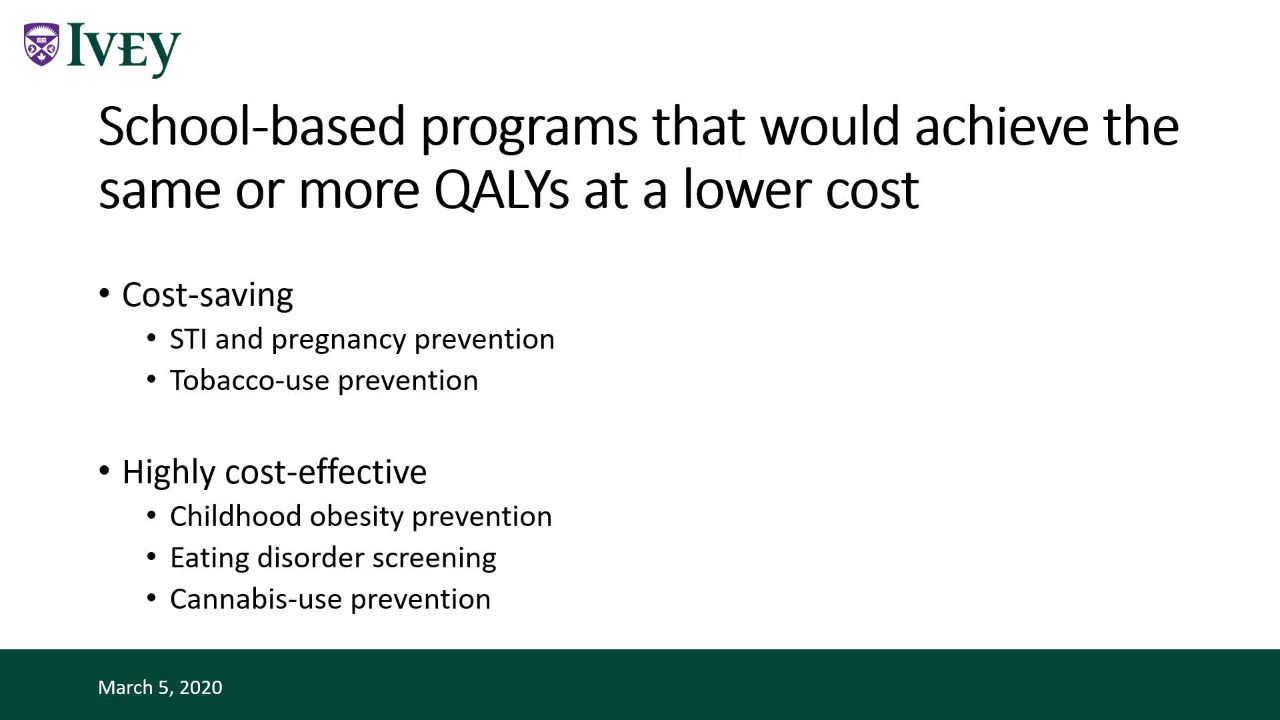 IVEY
School-based programs that would achieve the
same or more QALYs at a lower cost
• Cost-saving
• STI and pregnancy prevention
• Tobacco-use prevention
• Highly cost-effective
• Childhood obesity prevention
• Eating disorder screening
• Cannabis-use prevention
March 5, 2020